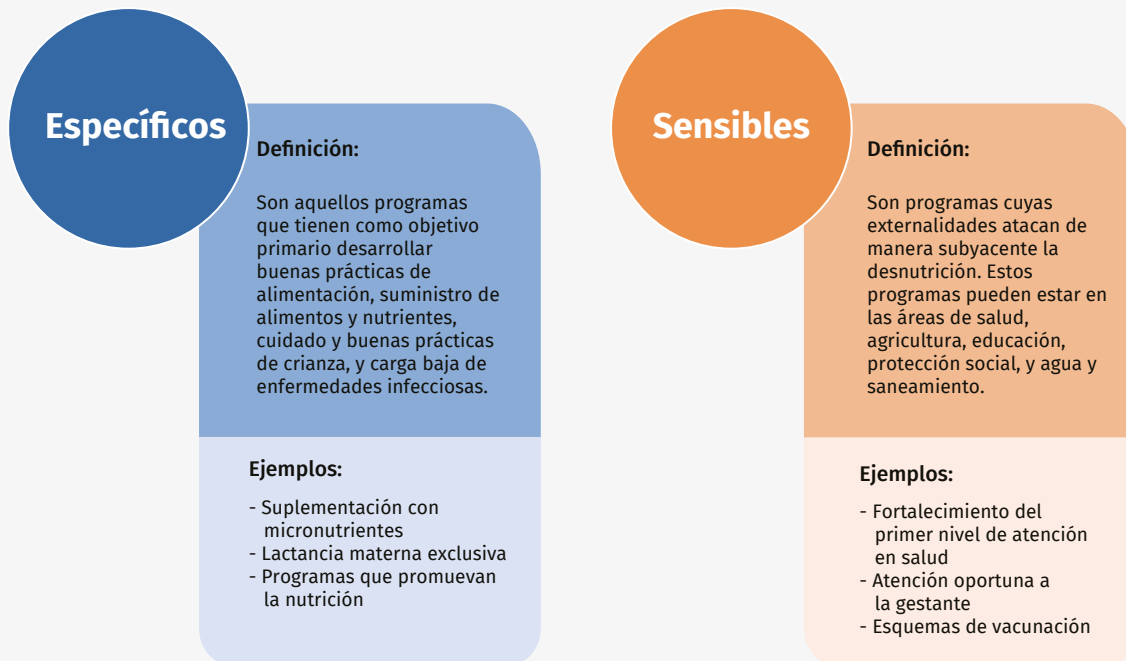 Específicos
Definición:
Son aquellos programas
que tienen como objetivo
primario desarrollar
buenas prácticas de
alimentación, suministro de
alimentos y nutrientes,
cuidado y buenas prácticas
de crianza, y carga baja de
enfermedades infecciosas.
Ejemplos:
- Suplementación con
micronutrientes
- Lactancia materna exclusiva
- Programas que promuevan
la nutrición
Sensibles
Definición:
Son programas cuyas
externalidades atacan de
manera subyacente la
desnutrición. Estos
programas pueden estar en
las áreas de salud,
agricultura, educación,
protección social, y agua y
saneamiento.
Ejemplos:
- Fortalecimiento del
primer nivel de atención
en salud
- Atención oportuna a
la gestante
- Esquemas de vacunación